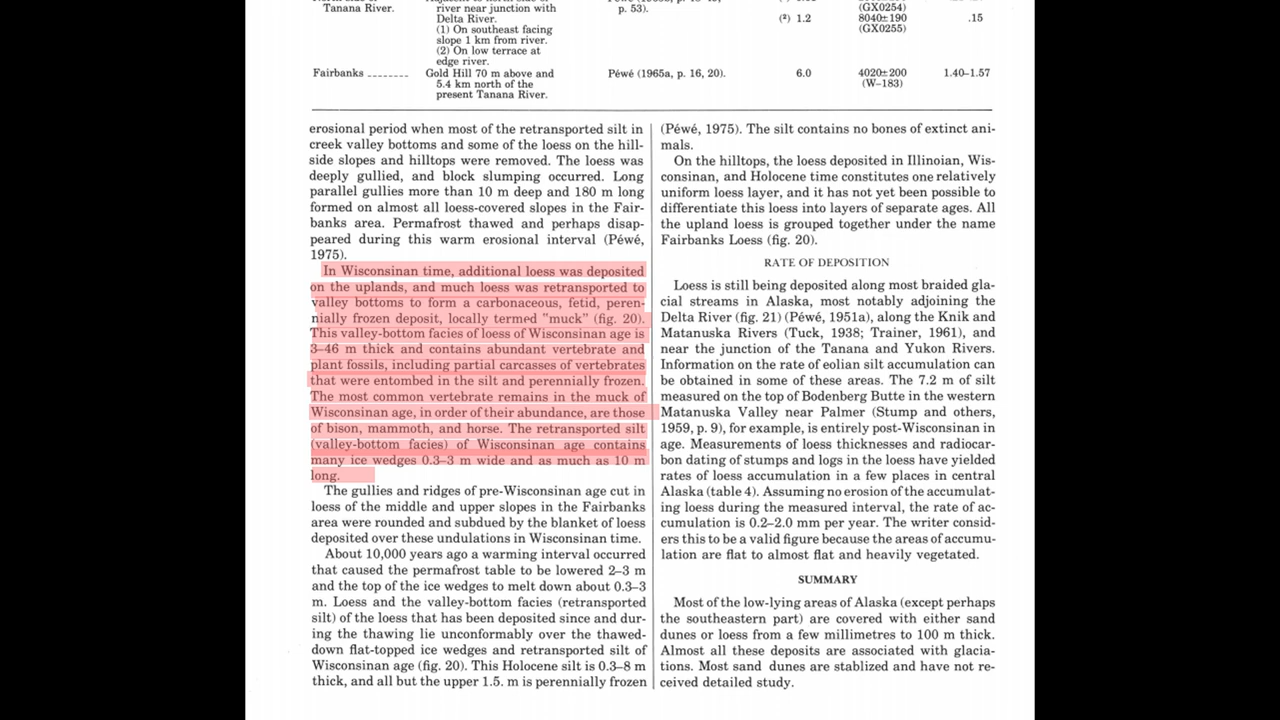 Tanana River.
river near junction with
Delta River.
(1) On southeast facing
slope 1 km from river.
(2) On low terrace at
edge river.
p. 53).
(²) 1.2
(GX0254)
8040±190
(GX0255)
.15
Fairbanks --------
Gold Hill 70 m above and
5.4 km north of the
present Tanana River.
Péwé (1965a, p. 16, 20).
6.0
4020±200
(W–183)
1.40–1.57
erosional period when most of the retransported silt in
creek valley bottoms and some of the loess on the hill-
side slopes and hilltops were removed. The loess was
deeply gullied, and block slumping occurred. Long
parallel gullies more than 10 m deep and 180 m long
formed on almost all loess-covered slopes in the Fair-
banks area. Permafrost thawed and perhaps disap-
peared during this warm erosional interval (Péwé,
1975).
In Wisconsinan time, additional loess was deposited
on the uplands, and much loess was retransported to
valley bottoms to form a carbonaceous, fetid, peren-
nially frozen deposit, locally termed "muck" (fig. 20).
This valley-bottom facies of loess of Wisconsinan age is
3–46 m thick and contains abundant vertebrate and
plant fossils, including partial carcasses of vertebrates
that were entombed in the silt and perennially frozen.
The most common vertebrate remains in the muck of
Wisconsinan age, in order of their abundance, are those
of bison, mammoth, and horse. The retransported silt
(valley-bottom facies) of Wisconsinan age contains
many ice wedges 0.3–3 m wide and as much as 10 m
long.
The gullies and ridges of pre-Wisconsinan age cut in
loess of the middle and upper slopes in the Fairbanks
area were rounded and subdued by the blanket of loess
deposited over these undulations in Wisconsinan time.
About 10,000 years ago a warming interval occurred
that caused the permafrost table to be lowered 2–3 m
and the top of the ice wedges to melt down about 0.3–3
m. Loess and the valley-bottom facies (retransported
silt) of the loess that has been deposited since and dur-
ing the thawing lie unconformably over the thawed-
down flat-topped ice wedges and retransported silt of
Wisconsinan age (fig. 20). This Holocene silt is 0.3–8 m
thick, and all but the upper 1.5. m is perennially frozen
(Péwé, 1975). The silt contains no bones of extinct ani-
mals.
On the hilltops, the loess deposited in Illinoian, Wis-
consinan, and Holocene time constitutes one relatively
uniform loess layer, and it has not yet been possible to
differentiate this loess into layers of separate ages. All
the upland loess is grouped together under the name
Fairbanks Loess (fig. 20).
RATE OF DEPOSITION
Loess is still being deposited along most braided gla-
cial streams in Alaska, most notably adjoining the
Delta River (fig. 21) (Péwé, 1951a), along the Knik and
Matanuska Rivers (Tuck, 1938; Trainer, 1961), and
near the junction of the Tanana and Yukon Rivers.
Information on the rate of eolian silt accumulation can
be obtained in some of these areas. The 7.2 m of silt
measured on the top of Bodenberg Butte in the western
Matanuska Valley near Palmer (Stump and others,
1959, p. 9), for example, is entirely post-Wisconsin in
age. Measurements of loess thicknesses and radiocar-
bon dating of stumps and logs in the loess have yielded
rates of loess accumulation in a few places in central
Alaska (table 4). Assuming no erosion of the accumulat-
ing loess during the measured interval, the rate of ac-
cumulation is 0.2–2.0 mm per year. The writer consid-
ers this to be a valid figure because the areas of accumu-
lation are flat to almost flat and heavily vegetated.
SUMMARY
Most of the low-lying areas of Alaska (except perhaps
the southeastern part) are covered with either sand
dunes or loess from a few millimetres to 100 m thick.
Almost all these deposits are associated with glacia-
tions. Most sand dunes are stablized and have not re-
ceived detailed study.